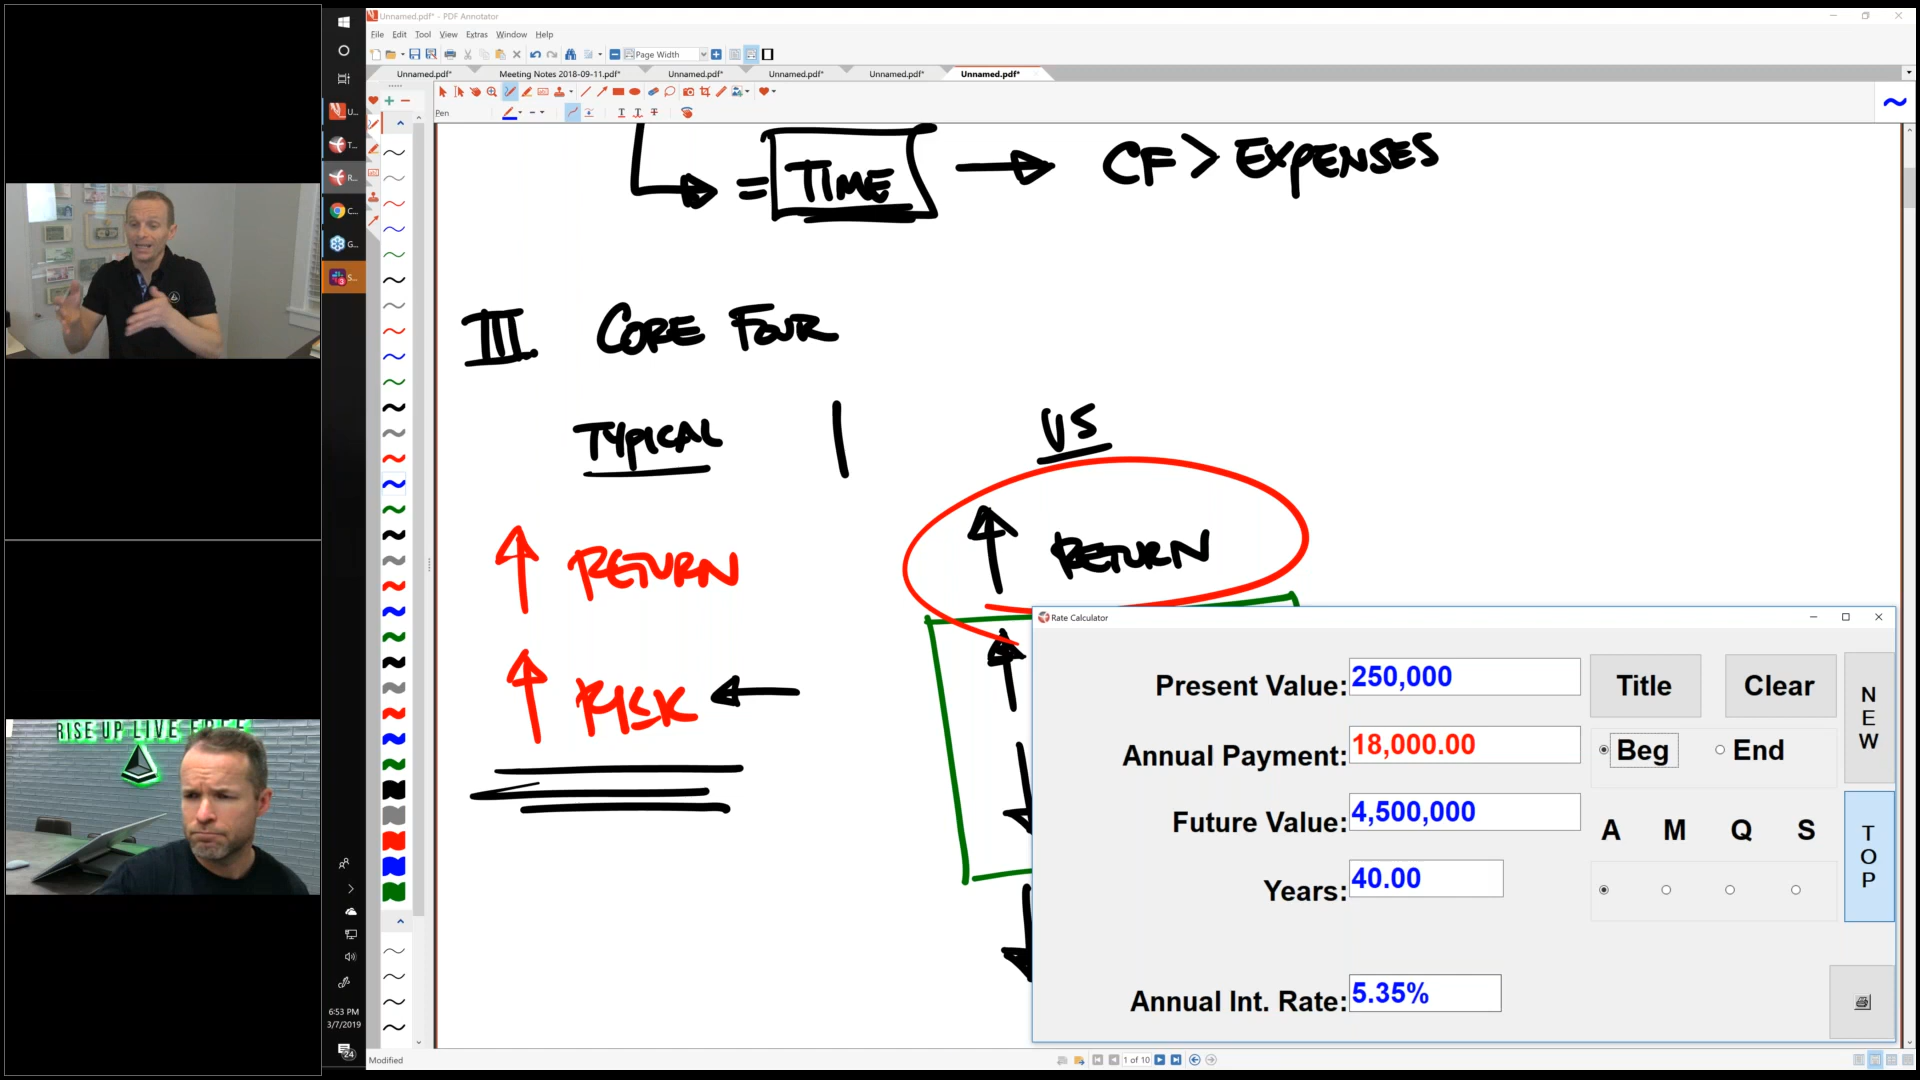 Unnamed.pdf* - PDF Annotator
File Edit Tool View Extras Window Help
Page Width
Unnamed.pdf* Meeting Notes 2018-09-11.pdf* Unnamed.pdf* Unnamed.pdf* Unnamed.pdf* Unnamed.pdf*
Pen
U...
T...
R...
C...
G...
S...
= TIME → CF > EXPENSES
III CORE FOUR
TYPICAL | VS
↑ RETURN ↑ RETURN
↑ RISK ←
Rate Calculator
Present Value: 250,000 Title Clear
NEW
Annual Payment: 18,000.00 Beg End
Future Value: 4,500,000
A M Q S
TOP
Years: 40.00
Annual Int. Rate: 5.35%
RISE UP LIVE FREE
6:53 PM
3/7/2019
24
Modified
1 of 10